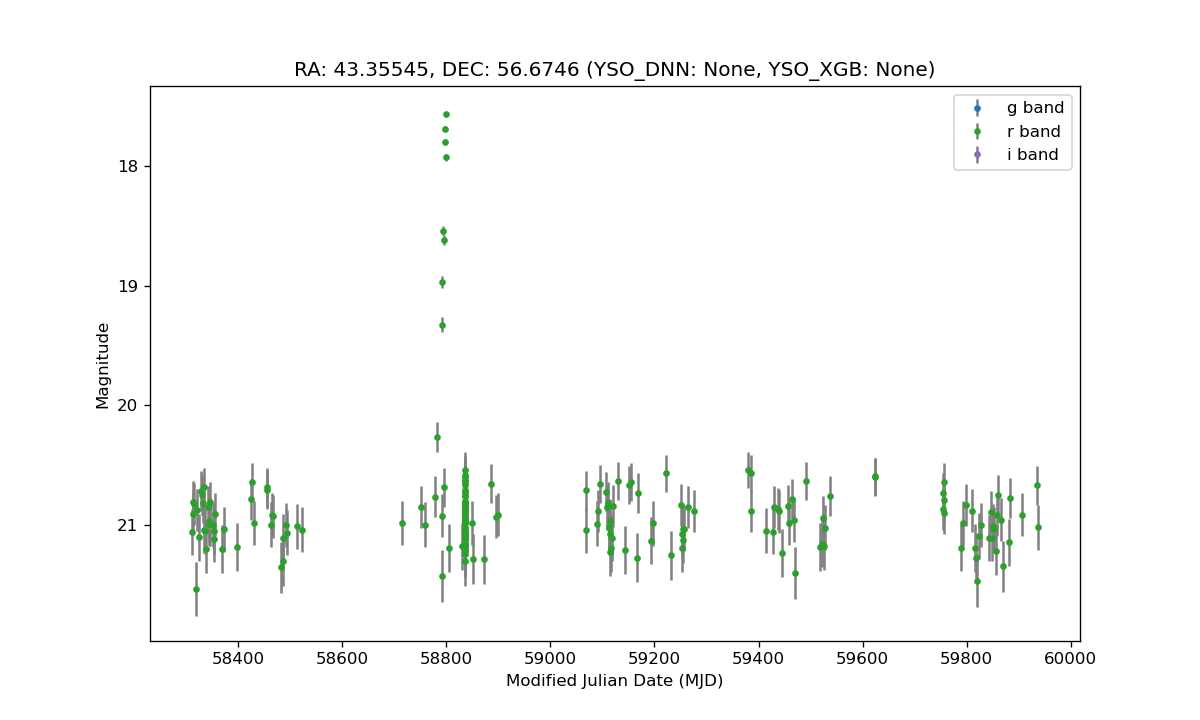 RA: 43.35545, DEC: 56.6746 (YSO_DNN: None, YSO_XGB: None)
g band
r band
i band
18
19
20
21
Magnitude
58400 58600 58800 59000 59200 59400 59600 59800 60000
Modified Julian Date (MJD)